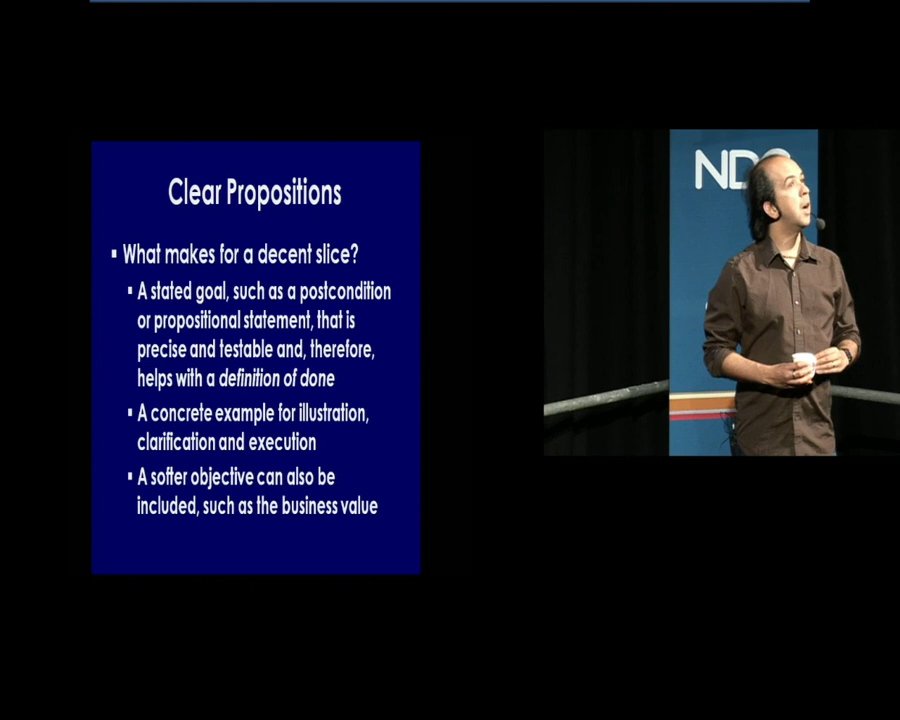 Clear Propositions
▪ What makes for a decent slice?
▪ A stated goal, such as a postcondition
or propositional statement, that is
precise and testable and, therefore,
helps with a definition of done
▪ A concrete example for illustration,
clarification and execution
▪ A softer objective can also be
included, such as the business value
NDC